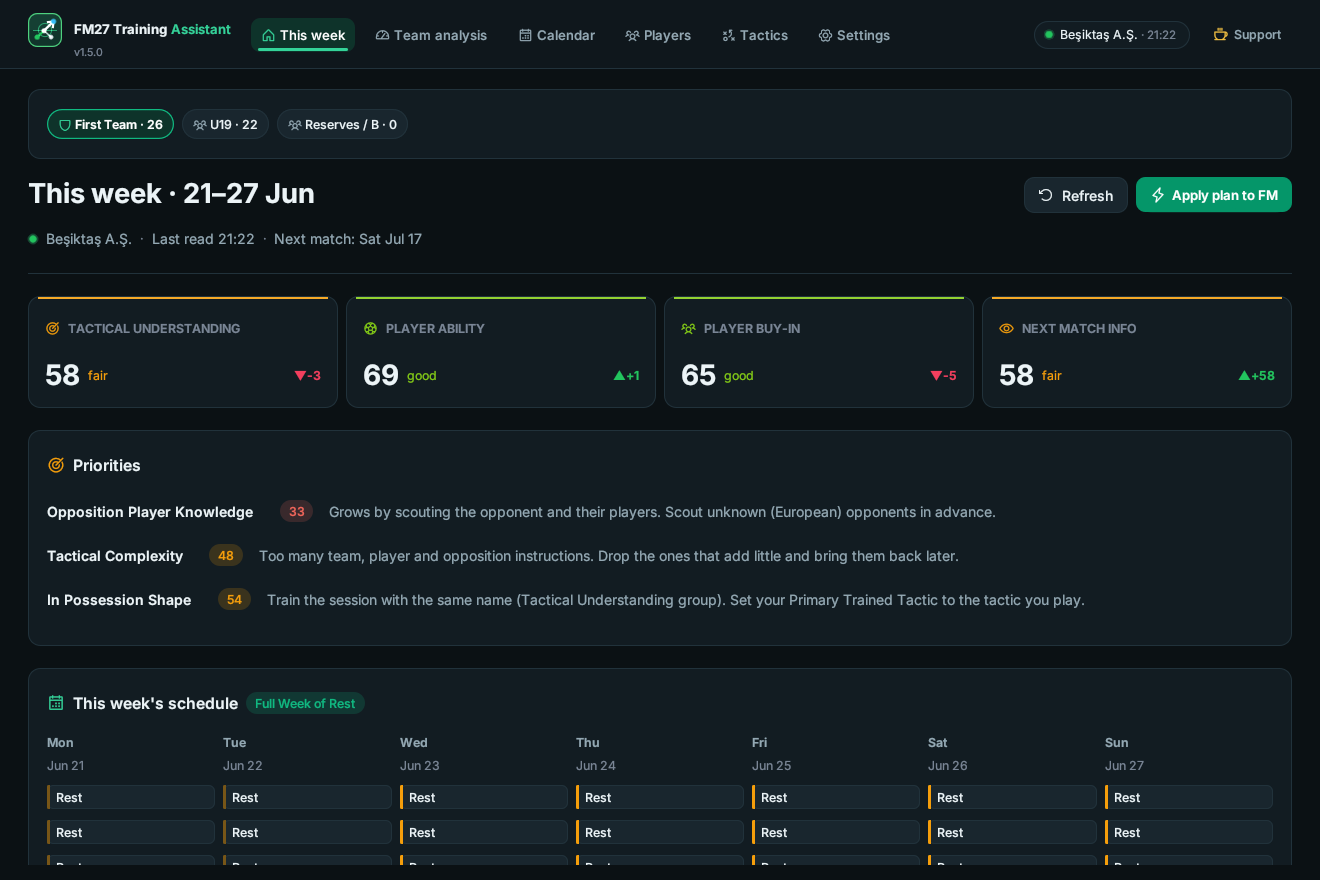 FM27 Training Assistant
v1.5.0
This week
Team analysis
Calendar
Players
Tactics
Settings
Beşiktaş A.Ş. · 21:22
Support
First Team · 26
U19 · 22
Reserves / B · 0
This week · 21–27 Jun
Refresh
Apply plan to FM
Beşiktaş A.Ş. · Last read 21:22 · Next match: Sat Jul 17
TACTICAL UNDERSTANDING
58 fair ▼-3
PLAYER ABILITY
69 good ▲+1
PLAYER BUY-IN
65 good ▼-5
NEXT MATCH INFO
58 fair ▲+58
Priorities
Opposition Player Knowledge 33 Grows by scouting the opponent and their players. Scout unknown (European) opponents in advance.
Tactical Complexity 48 Too many team, player and opposition instructions. Drop the ones that add little and bring them back later.
In Possession Shape 54 Train the session with the same name (Tactical Understanding group). Set your Primary Trained Tactic to the tactic you play.
This week's schedule Full Week of Rest
Mon Tue Wed Thu Fri Sat Sun
Jun 21 Jun 22 Jun 23 Jun 24 Jun 25 Jun 26 Jun 27
Rest Rest Rest Rest Rest Rest Rest
Rest Rest Rest Rest Rest Rest Rest